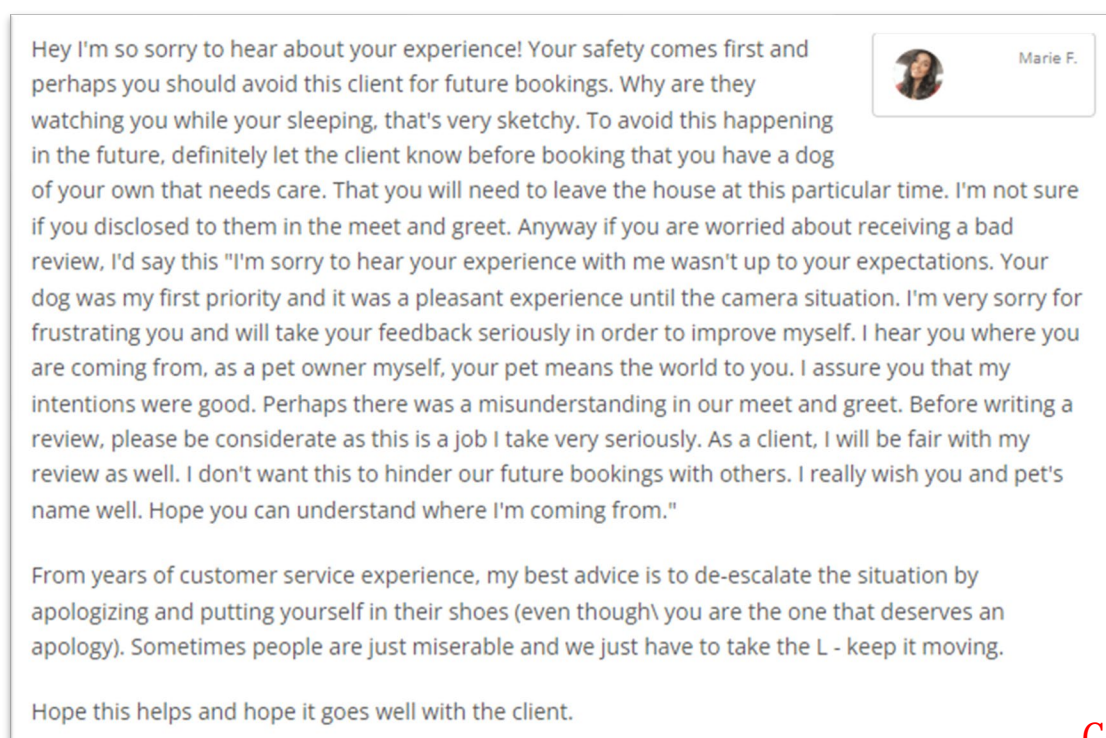 Hey I'm so sorry to hear about your experience! Your safety comes first and
Marie F.
perhaps you should avoid this client for future bookings. Why are they
watching you while your sleeping, that's very sketchy. To avoid this happening
in the future, definitely let the client know before booking that you have a dog
of your own that needs care. That you will need to leave the house at this particular time. I'm not sure
if you disclosed to them in the meet and greet. Anyway if you are worried about receiving a bad
review, I'd say this "I'm sorry to hear your experience with me wasn't up to your expectations. Your
dog was my first priority and it was a pleasant experience until the camera situation. I'm very sorry for
frustrating you and will take your feedback seriously in order to improve myself. I hear you where you
are coming from, as a pet owner myself, your pet means the world to you. I assure you that my
intentions were good. Perhaps there was a misunderstanding in our meet and greet. Before writing a
review, please be considerate as this is a job I take very seriously. As a client, I will be fair with my
review as well. I don't want this to hinder our future bookings with others. I really wish you and pet's
name well. Hope you can understand where I'm coming from."
From years of customer service experience, my best advice is to de-escalate the situation by
apologizing and putting yourself in their shoes (even though\ you are the one that deserves an
apology). Sometimes people are just miserable and we just have to take the L - keep it moving.
Hope this helps and hope it goes well with the client.